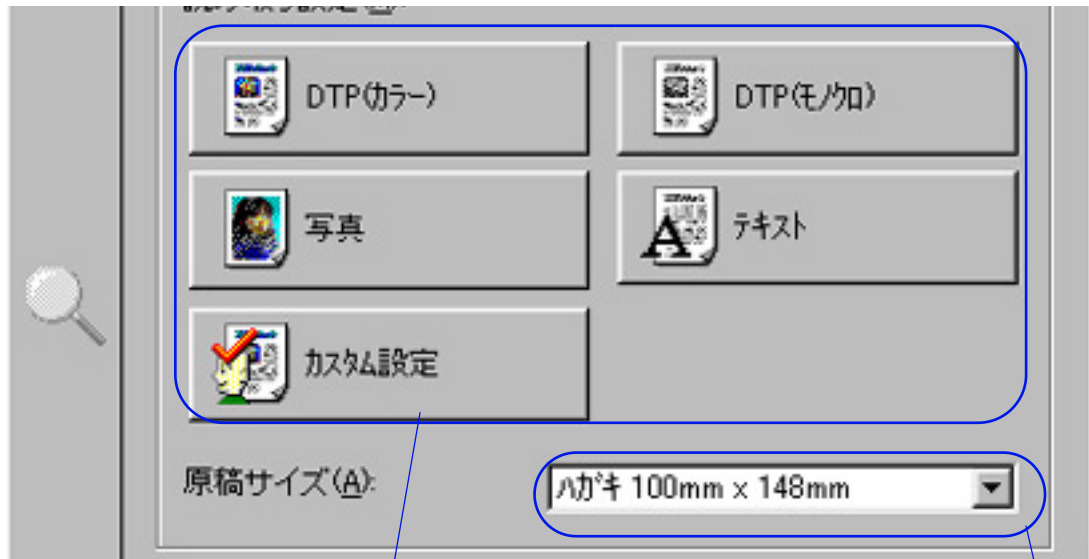 DTP(ｶﾗｰ)
DTP(ﾓﾉｸﾛ)
写真
テキスト
ｶｽﾀﾑ設定
原稿サイズ(A):
ﾊｶﾞｷ 100mm x 148mm